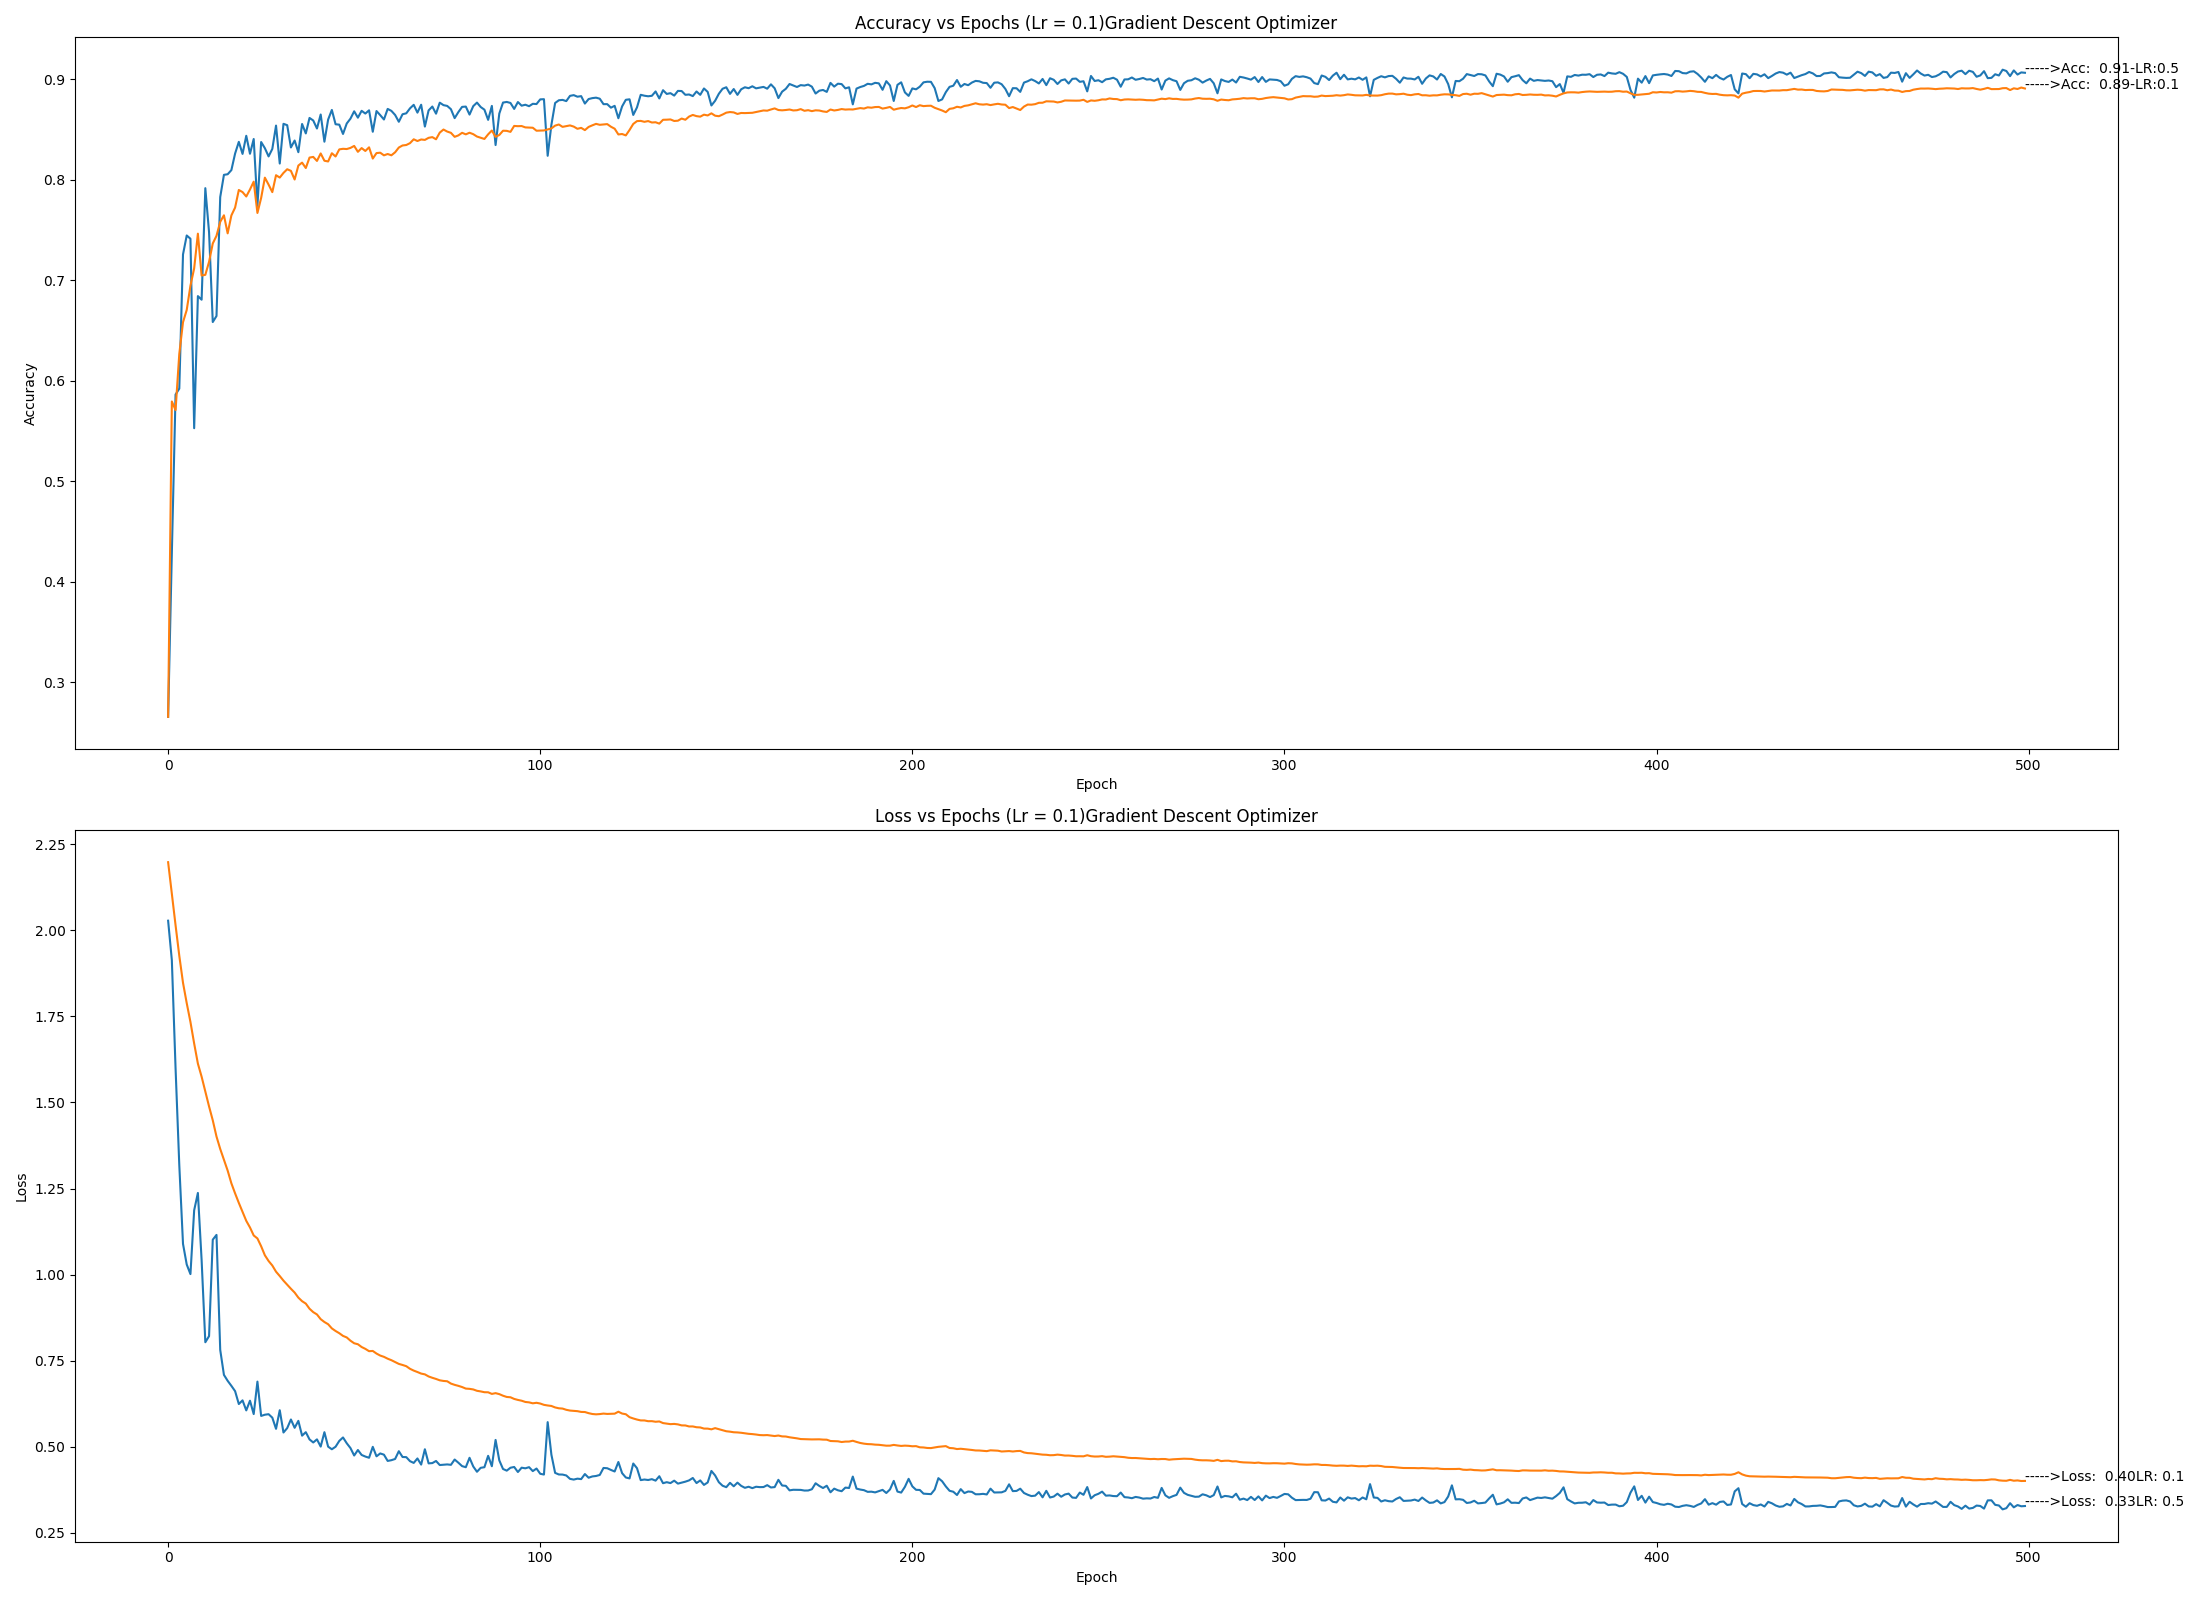 Accuracy vs Epochs (Lr = 0.1)Gradient Descent Optimizer
0.9
0.8
0.7
0.6
0.5
0.4
0.3
Accuracy
----->Acc:  0.91-LR:0.5
----->Acc:  0.89-LR:0.1
0 100 200 300 400 500
Epoch
Loss vs Epochs (Lr = 0.1)Gradient Descent Optimizer
2.25
2.00
1.75
1.50
1.25
1.00
0.75
0.50
0.25
Loss
----->Loss:  0.40LR: 0.1
----->Loss:  0.33LR: 0.5
0 100 200 300 400 500
Epoch